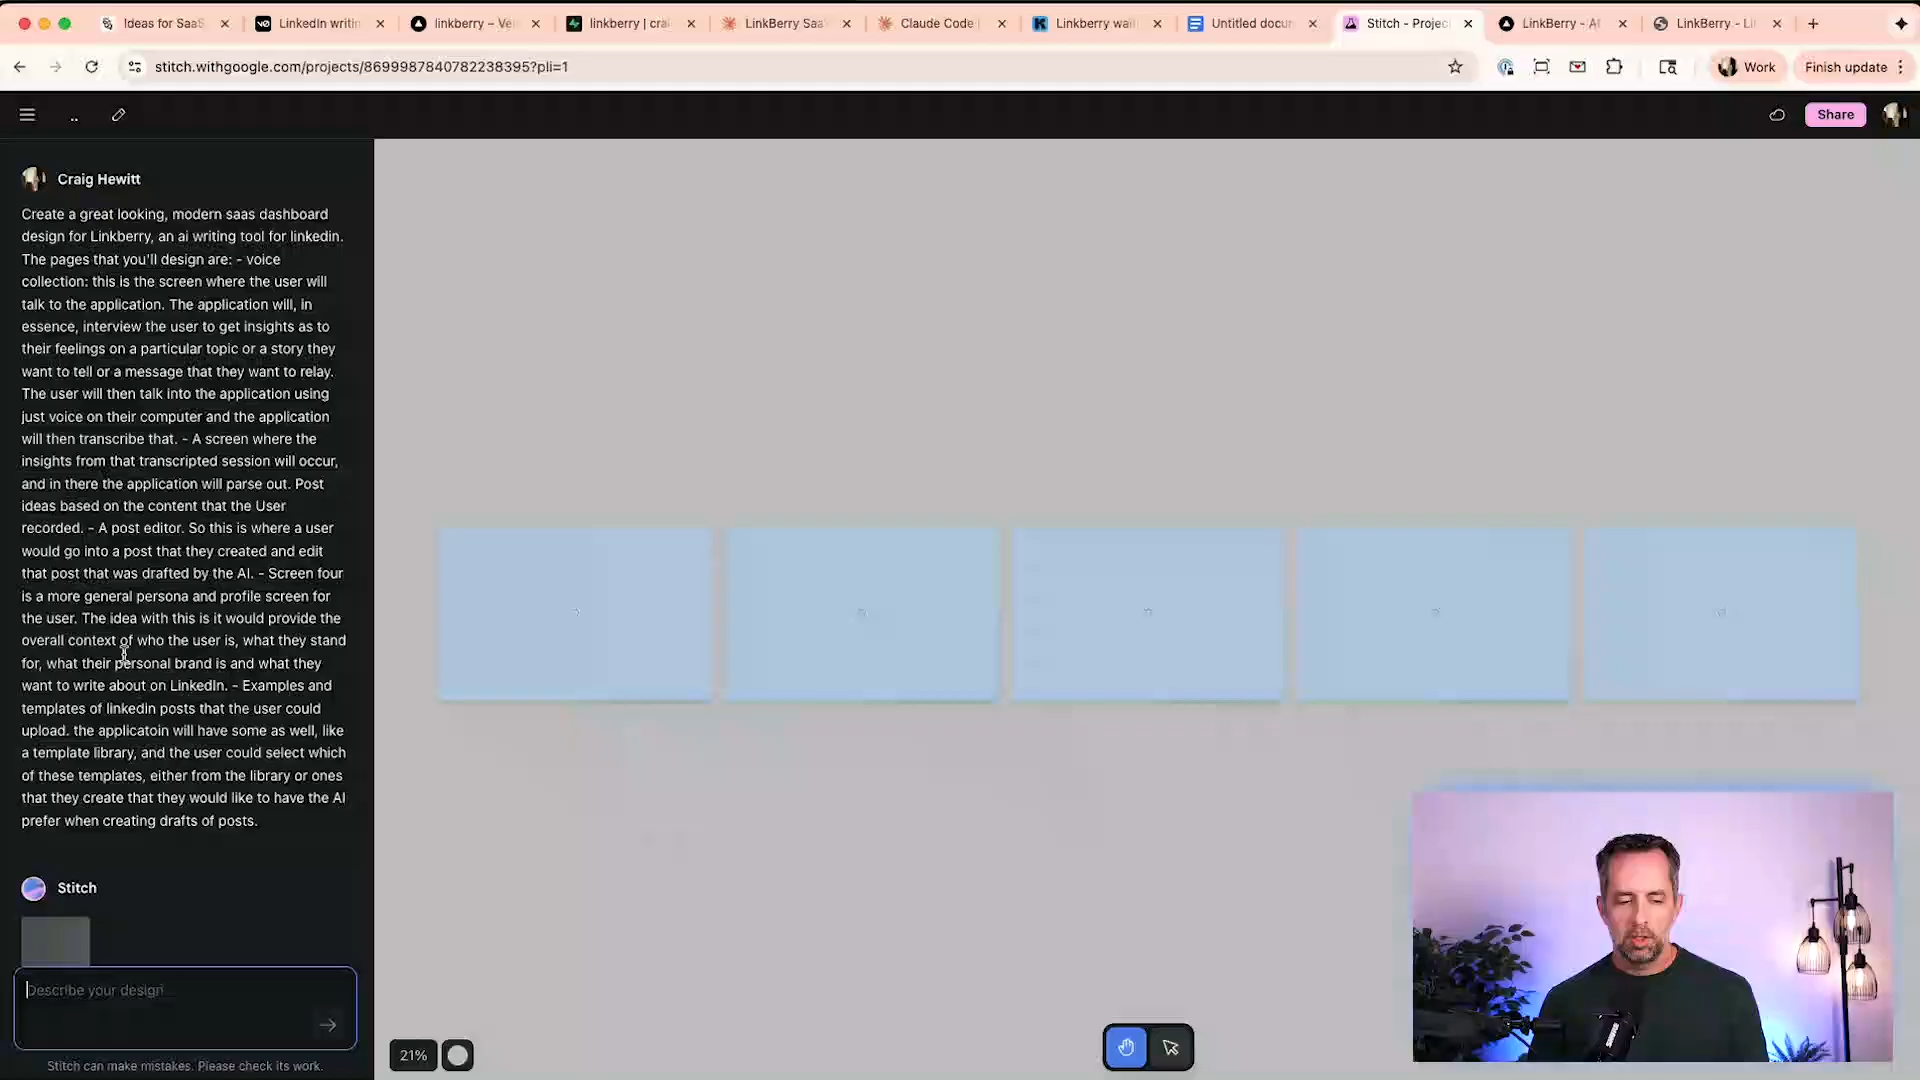 Ideas for SaaS
LinkedIn writin
linkberry – Ve
linkberry | crai
LinkBerry Saa
Claude Code
Linkberry wai
Untitled docu
Stitch - Projec
LinkBerry - AI
LinkBerry - Li
stitch.withgoogle.com/projects/8699987840782238395?pli=1
Work
Finish update
..
Share
Craig Hewitt
Create a great looking, modern saas dashboard
design for Linkberry, an ai writing tool for linkedin.
The pages that you'll design are: - voice
collection: this is the screen where the user will
talk to the application. The application will, in
essence, interview the user to get insights as to
their feelings on a particular topic or a story they
want to tell or a message that they want to relay.
The user will then talk into the application using
just voice on their computer and the application
will then transcribe that. - A screen where the
insights from that transcripted session will occur,
and in there the application will parse out. Post
ideas based on the content that the User
recorded. - A post editor. So this is where a user
would go into a post that they created and edit
that post that was drafted by the AI. - Screen four
is a more general persona and profile screen for
the user. The idea with this is it would provide the
overall context of who the user is, what they stand
for, what their personal brand is and what they
want to write about on LinkedIn. - Examples and
templates of linkedin posts that the user could
upload. the applicatoin will have some as well, like
a template library, and the user could select which
of these templates, either from the library or ones
that they create that they would like to have the AI
prefer when creating drafts of posts.
Stitch
Describe your design
21%
Stitch can make mistakes. Please check its work.